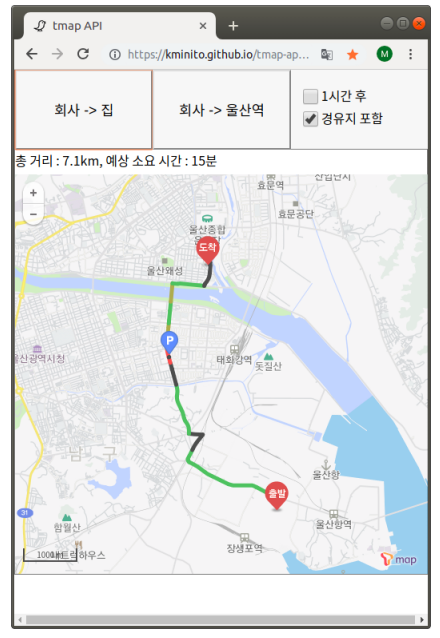 tmap API
https://kminito.github.io/tmap-ap...
M
회사 -> 집
회사 -> 울산역
1시간 후
경유지 포함
총 거리 : 7.1km, 예상 소요 시간 : 15분
효문역
효문공단
울산종합
도착
울산왜성
P
태화강역
돗질산
울산광역시청
남 구
울산항
출발
울산항역
장생포역
31
함월산
1000
트럭하우스
T map